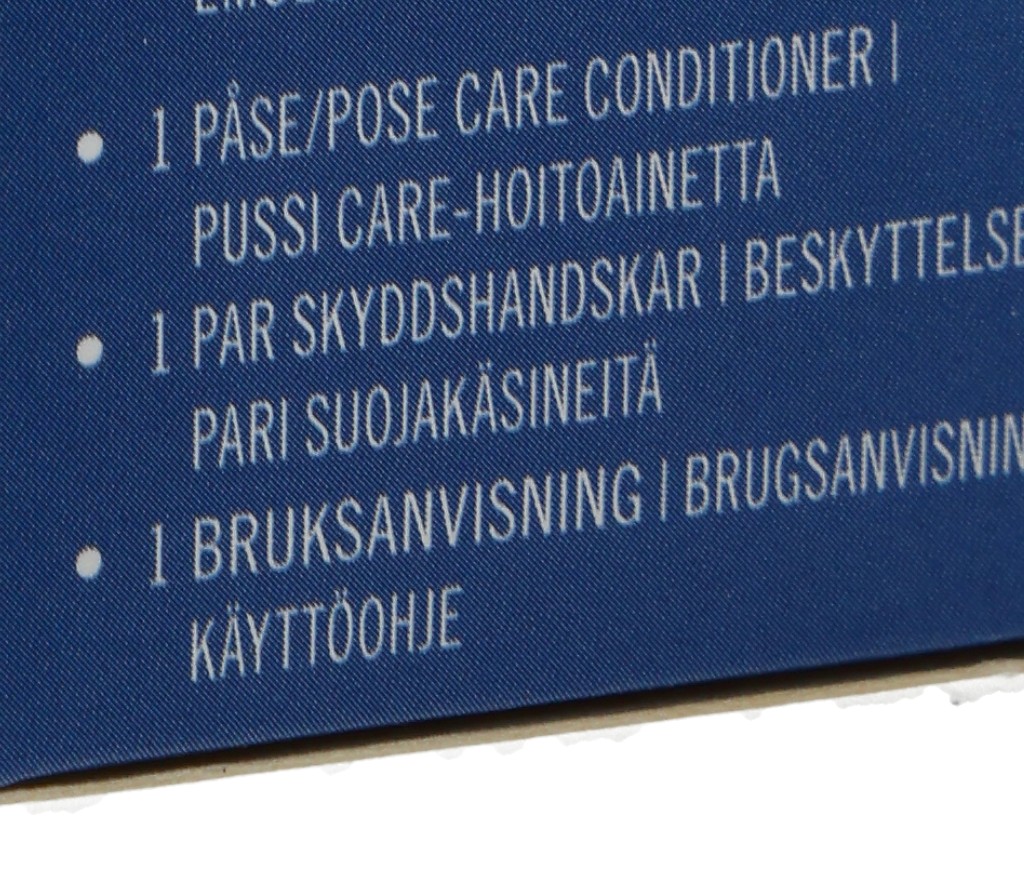 • 1 PÅSE/POSE CARE CONDITIONER |
PUSSI CARE-HOITOAINETTA
• 1 PAR SKYDDSHANDSKAR | BESKYTTELSE
PARI SUOJAKÄSINEITÄ
• 1 BRUKSANVISNING | BRUGSANVISNIN
KÄYTTÖOHJE